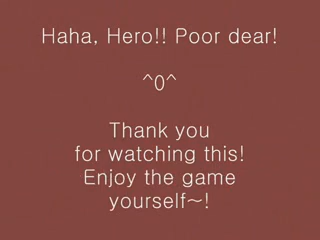 Haha, Hero!! Poor dear!
^0^
Thank you
for watching this!
Enjoy the game
yourself~!